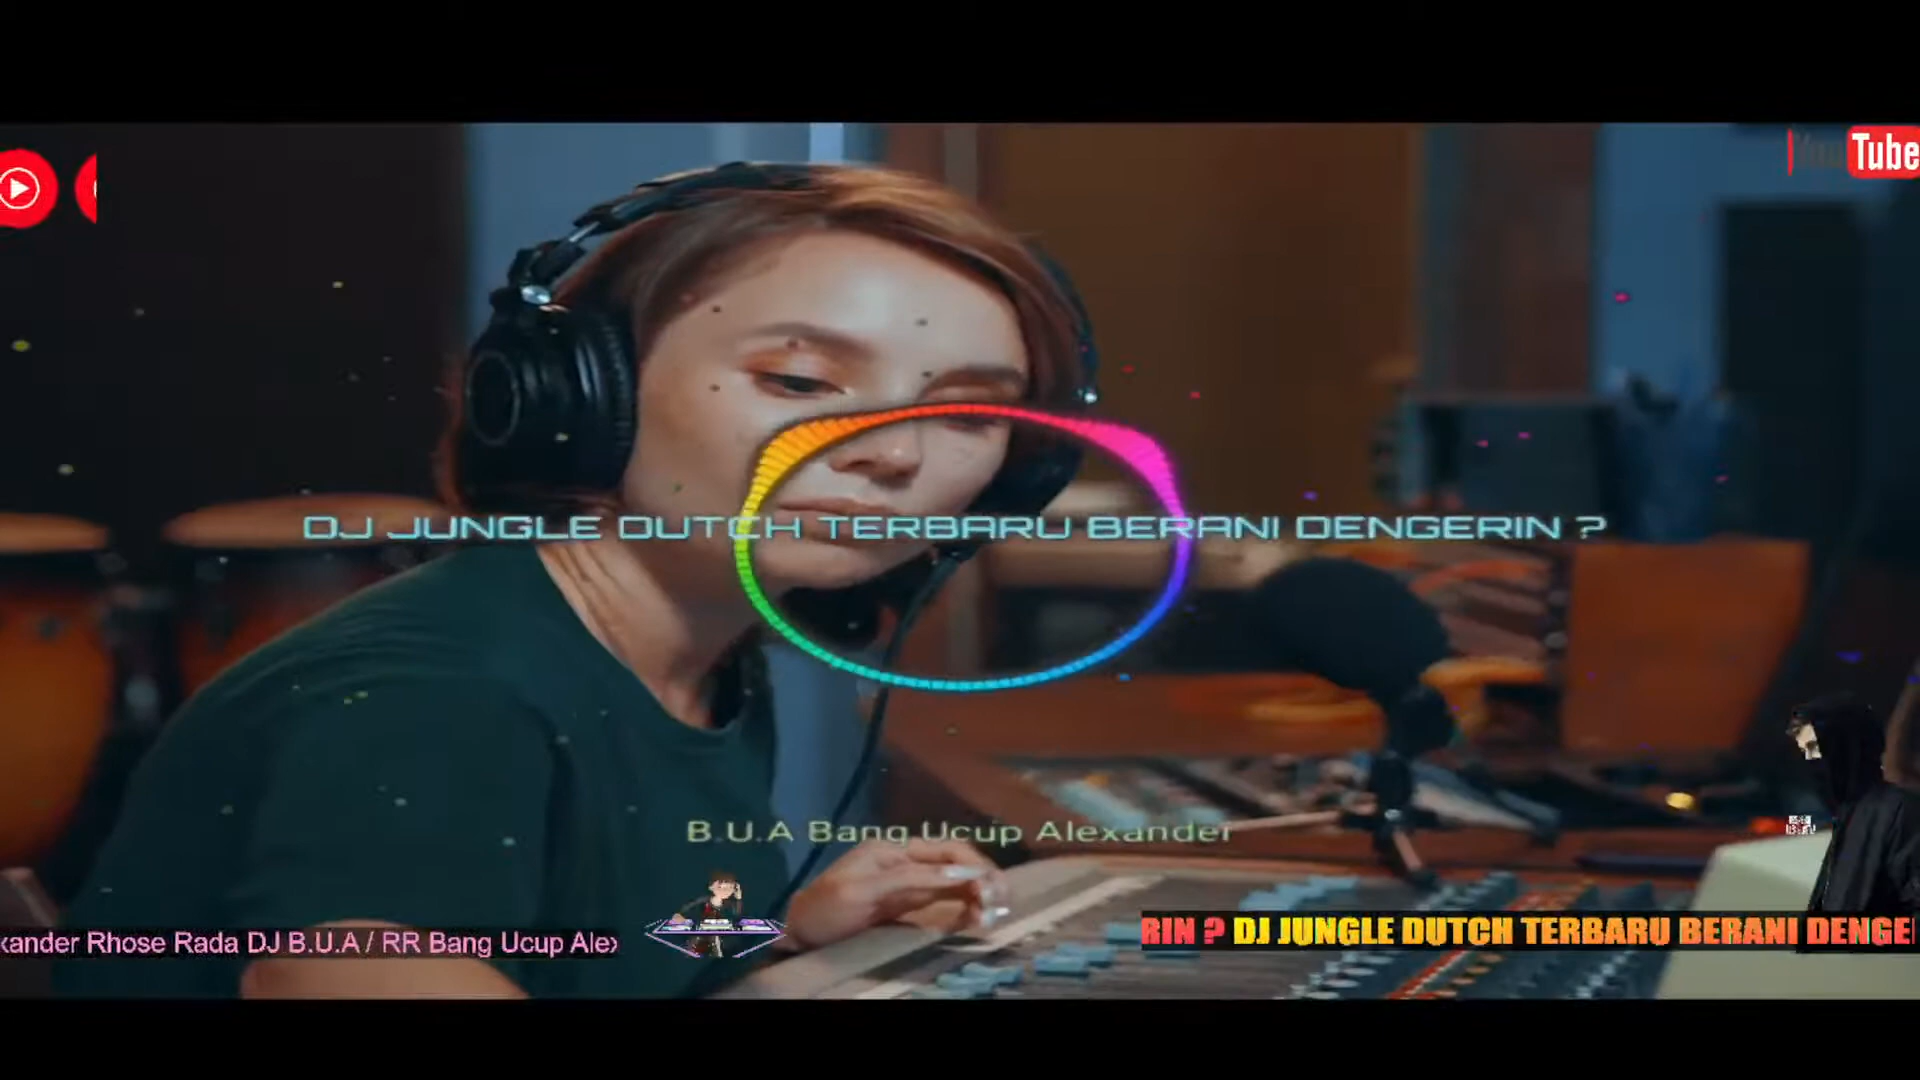 YouTube
DJ JUNGLE DUTCH TERBARU BERANI DENGERIN ?
B.U.A Bang Ucup Alexander
xander Rhose Rada DJ B.U.A / RR Bang Ucup Alex
RIN ? DJ JUNGLE DUTCH TERBARU BERANI DENGE